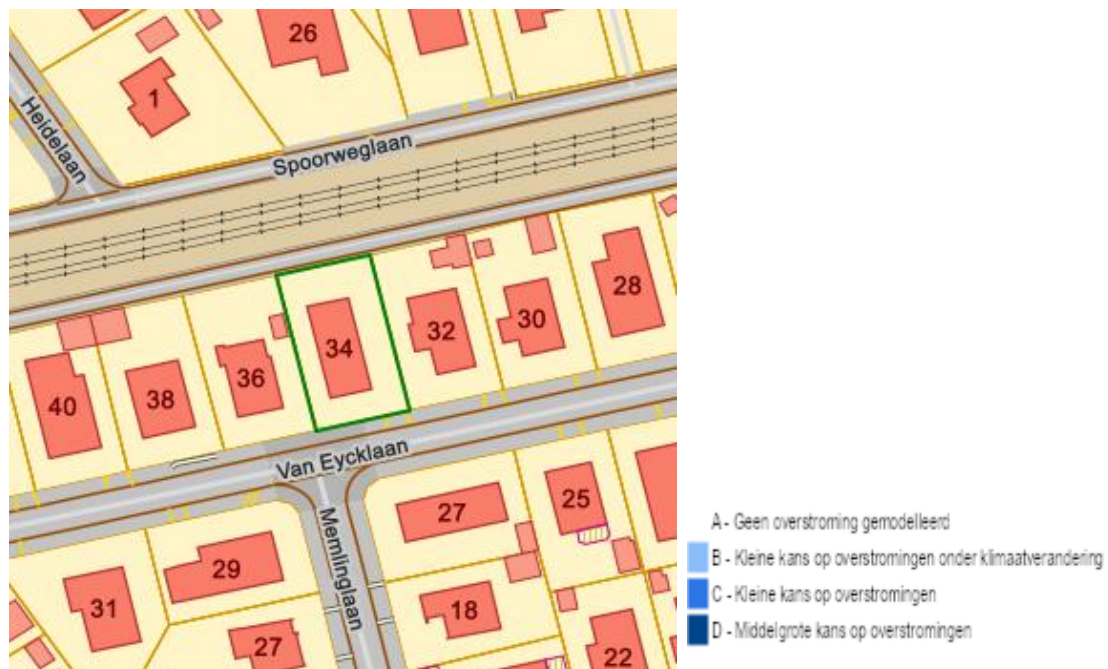 26
1
Heidelaan
Spoorweglaan
28
32
30
34
36
38
40
Van Eycklaan
25
27
Memlinglaan
29
31
18
27
22
A - Geen overstroming gemodelleerd
B - Kleine kans op overstromingen onder klimaatverandering
C - Kleine kans op overstromingen
D - Middelgrote kans op overstromingen